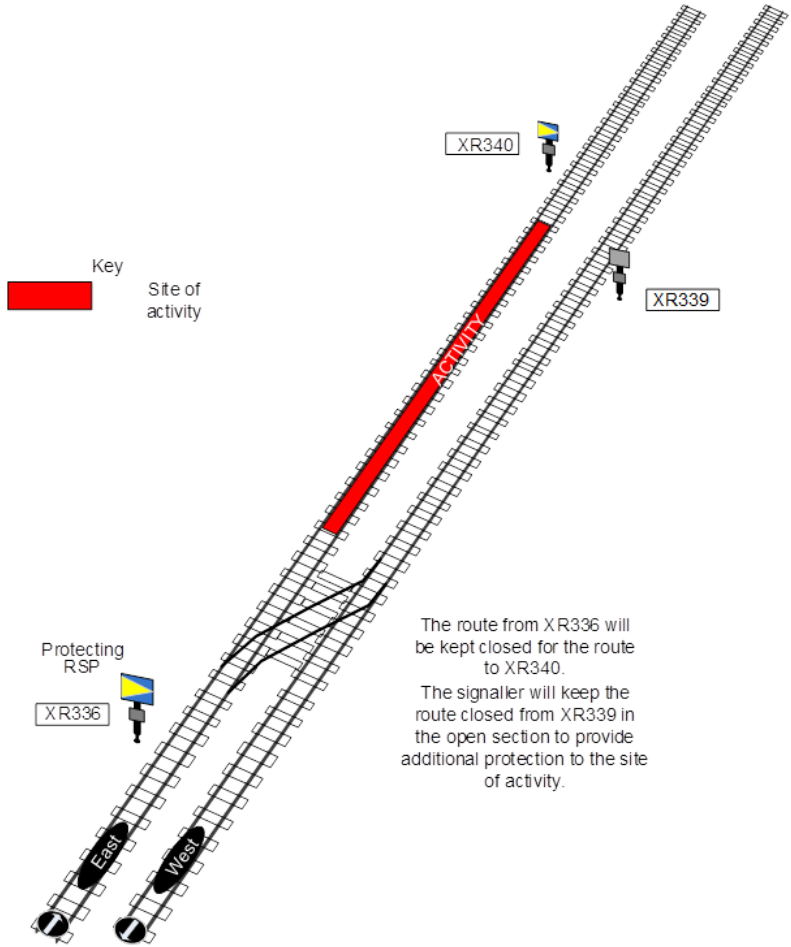 XR340
Key
Site of
activity
XR339
ACTIVITY
The route from XR336 will
be kept closed for the route
to XR340.
The signaller will keep the
route closed from XR339 in
the open section to provide
additional protection to the site
of activity.
Protecting
RSP
XR336
East
West